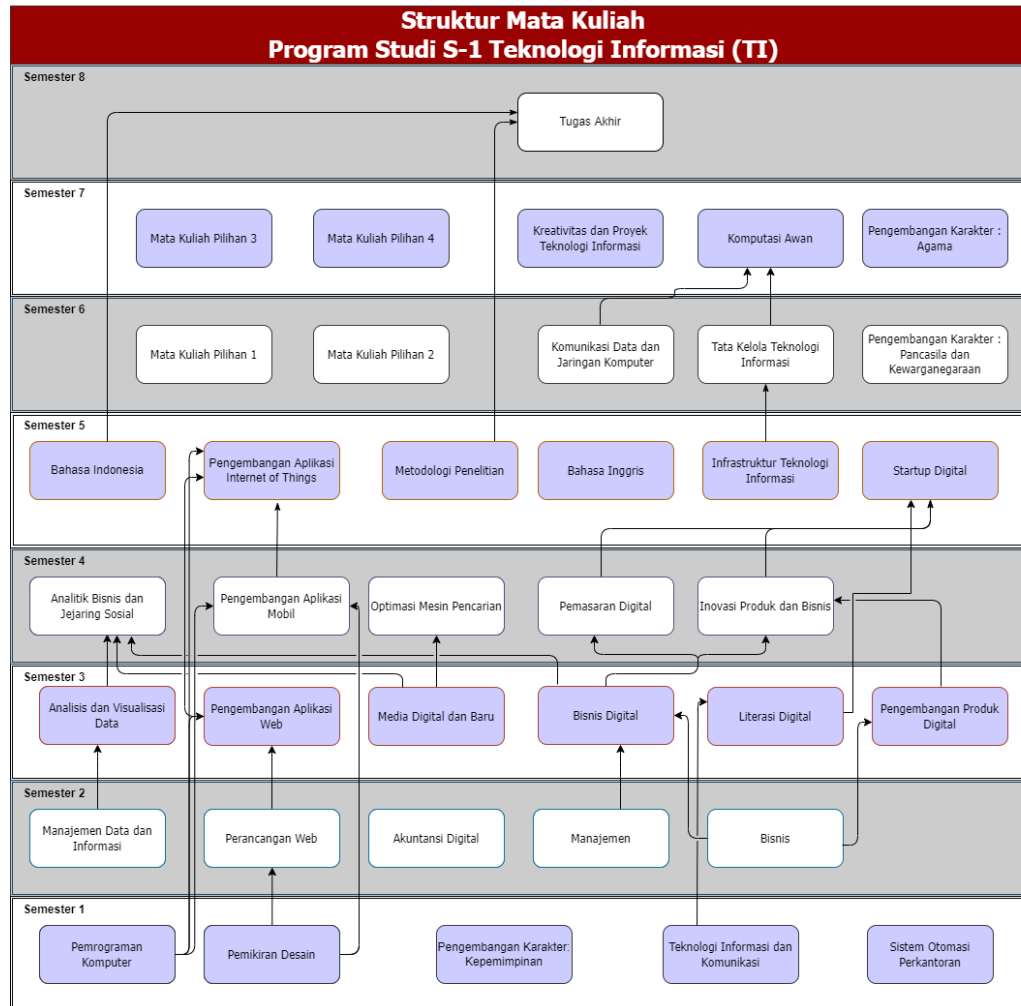 Struktur Mata Kuliah
Program Studi S-1 Teknologi Informasi (TI)
Semester 8
Tugas Akhir
Semester 7
Mata Kuliah Pilihan 3
Mata Kuliah Pilihan 4
Kreativitas dan Proyek
Teknologi Informasi
Komputasi Awan
Pengembangan Karakter :
Agama
Semester 6
Mata Kuliah Pilihan 1
Mata Kuliah Pilihan 2
Komunikasi Data dan
Jaringan Komputer
Tata Kelola Teknologi
Informasi
Pengembangan Karakter :
Pancasila dan
Kewarganegaraan
Semester 5
Bahasa Indonesia
Pengembangan Aplikasi
Internet of Things
Metodologi Penelitian
Bahasa Inggris
Infrastruktur Teknologi
Informasi
Startup Digital
Semester 4
Analitik Bisnis dan
Jejaring Sosial
Pengembangan Aplikasi
Mobil
Optimasi Mesin Pencarian
Pemasaran Digital
Inovasi Produk dan Bisnis
Semester 3
Analisis dan Visualisasi
Data
Pengembangan Aplikasi
Web
Media Digital dan Baru
Bisnis Digital
Literasi Digital
Pengembangan Produk
Digital
Semester 2
Manajemen Data dan
Informasi
Perancangan Web
Akuntansi Digital
Manajemen
Bisnis
Semester 1
Pemrograman
Komputer
Pemikiran Desain
Pengembangan Karakter:
Kepemimpinan
Teknologi Informasi dan
Komunikasi
Sistem Otomasi
Perkantoran